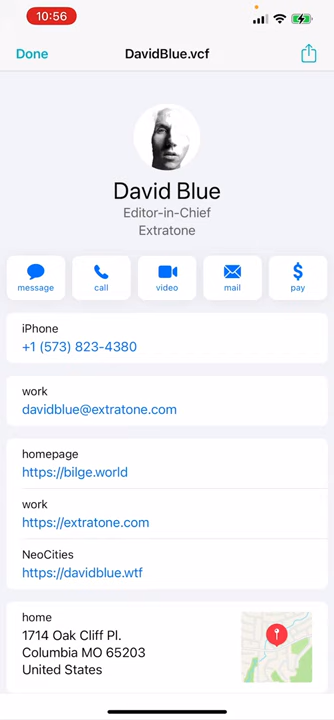 10:56
Done
DavidBlue.vcf
David Blue
Editor-in-Chief
Extratone
message
call
video
mail
pay
iPhone
+1 (573) 823-4380
work
davidblue@extratone.com
homepage
https://bilge.world
work
https://extratone.com
NeoCities
https://davidblue.wtf
home
1714 Oak Cliff Pl.
Columbia MO 65203
United States